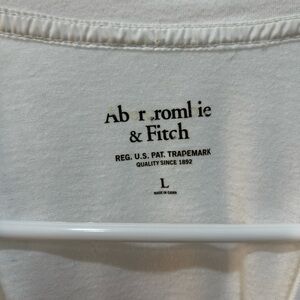 Abercrombie
& Fitch
REG. U.S. PAT. TRADEMARK
QUALITY SINCE 1892
L
MADE IN CHINA